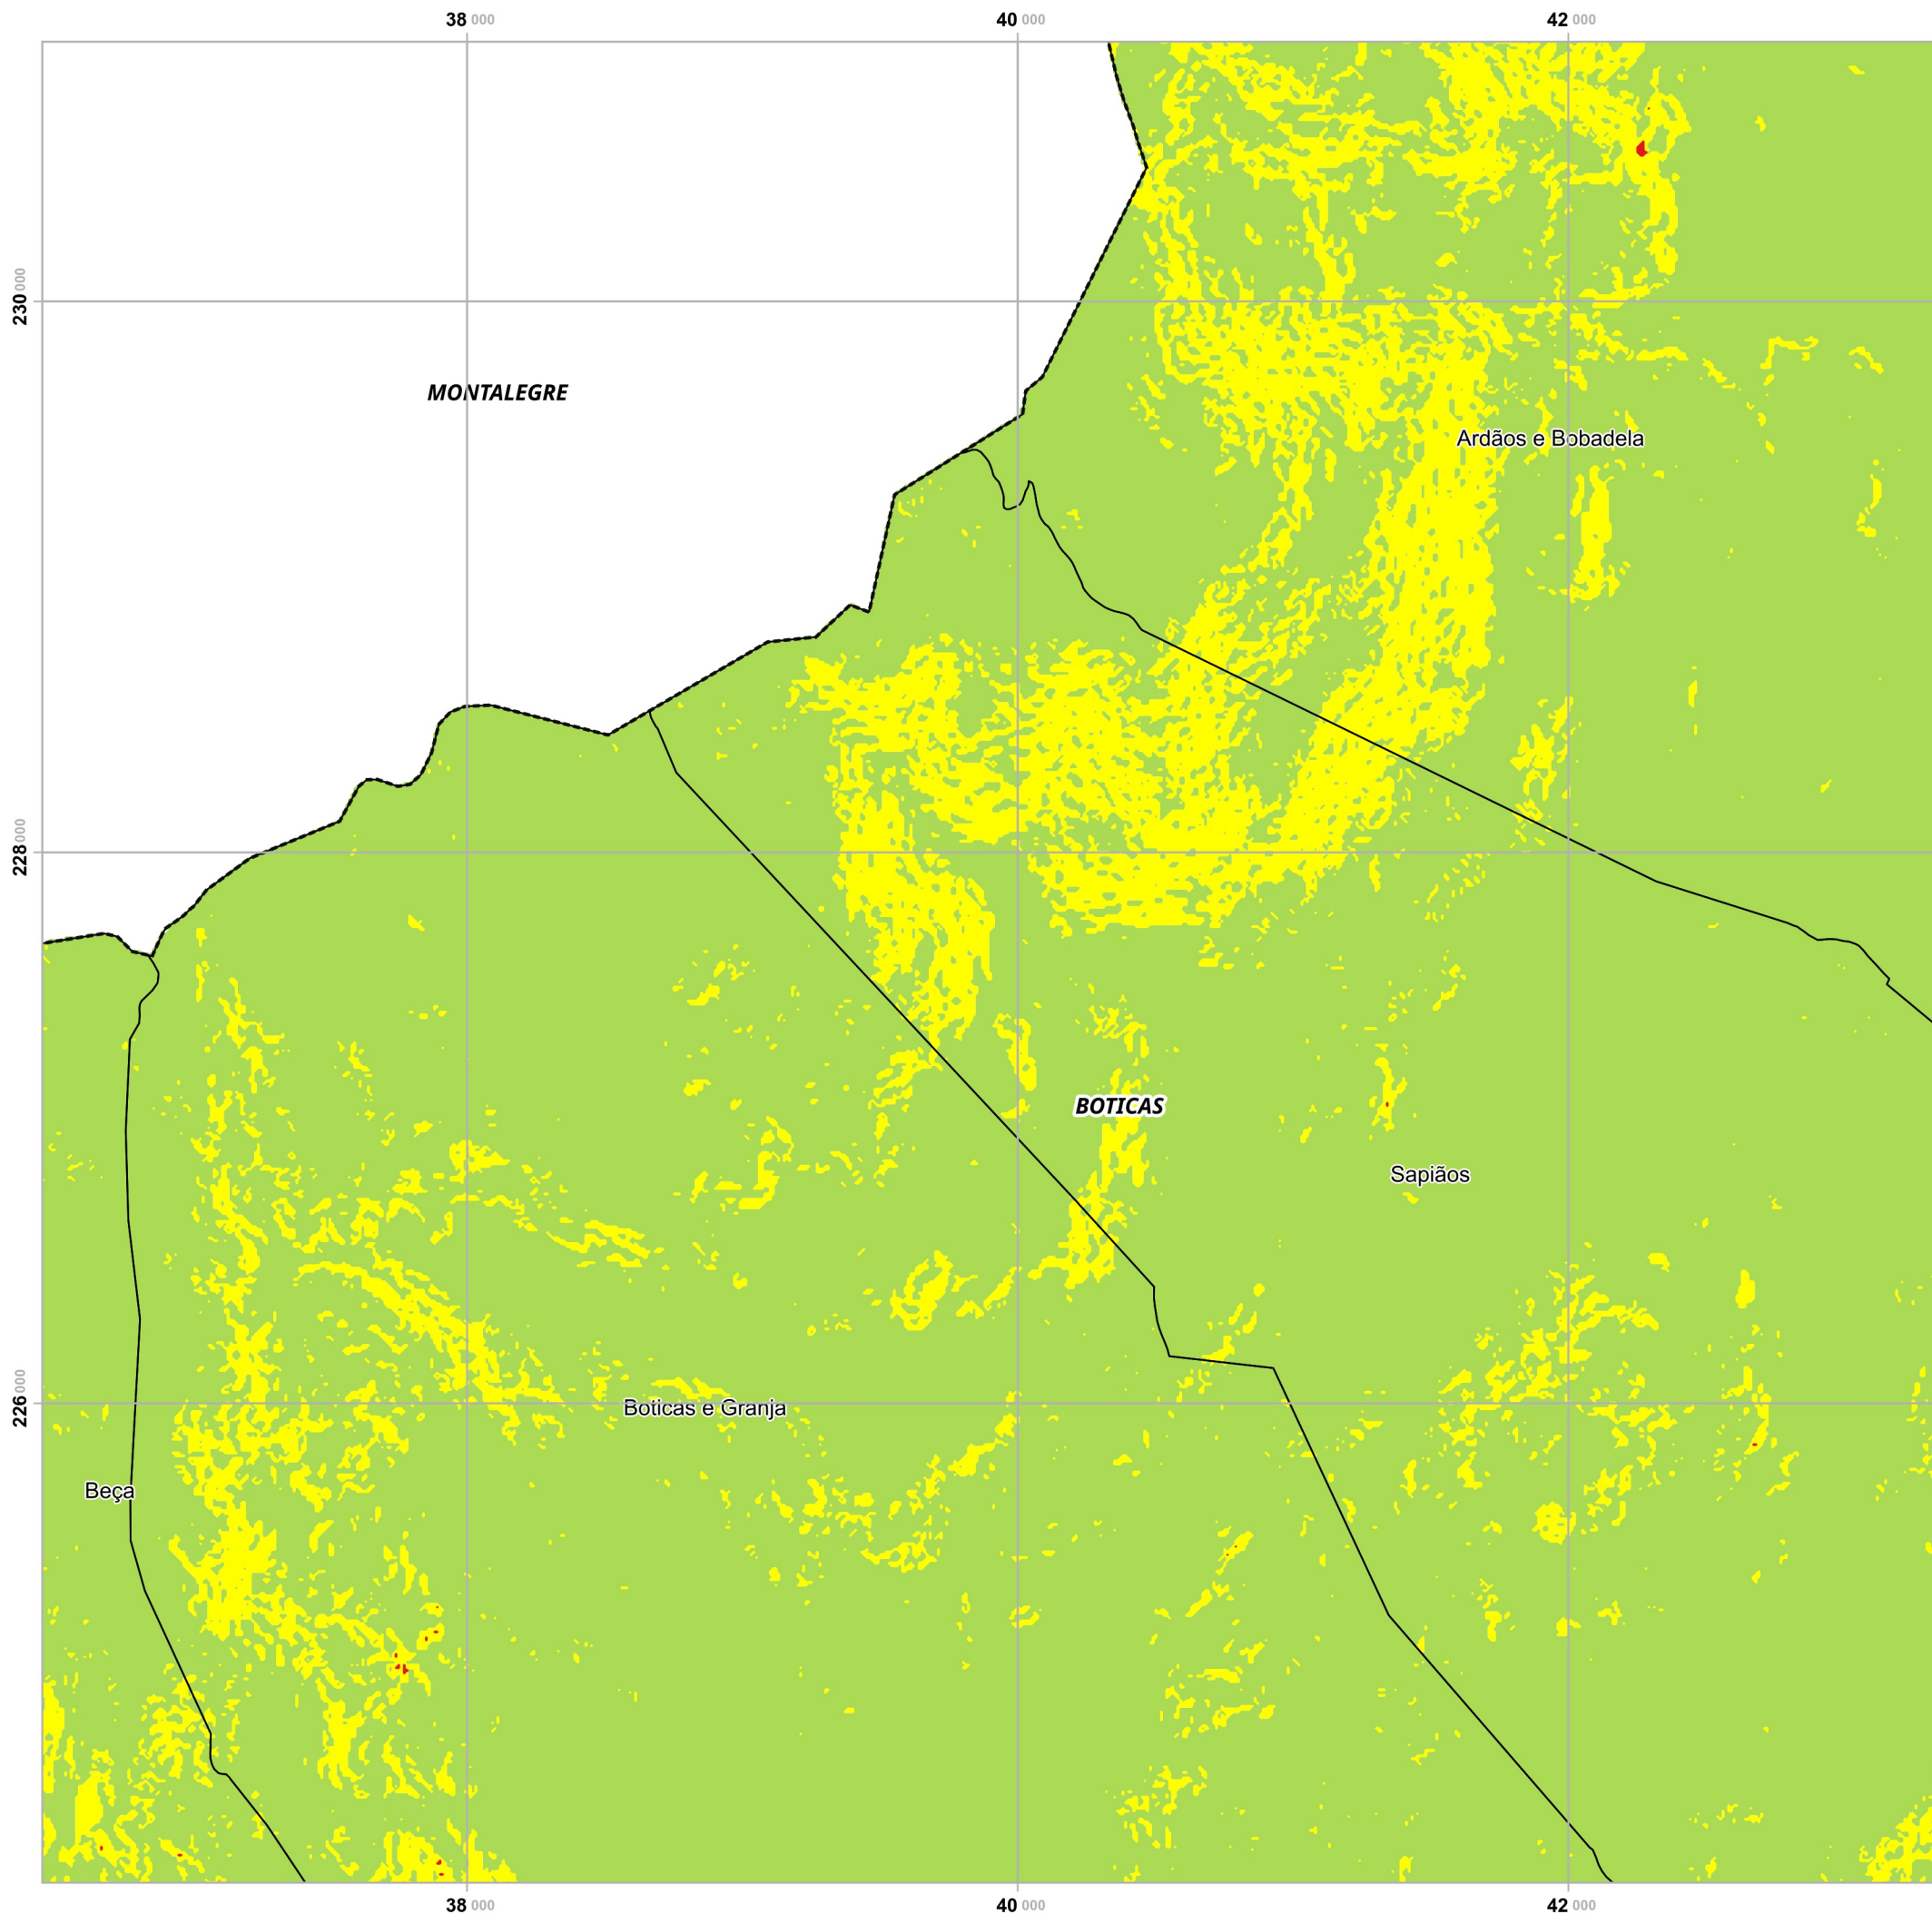 38 000
40 000
42 000
230 000
MONTALEGRE
Ardãos e Bobadela
228 000
BOTICAS
Sapiãos
226 000
Boticas e Granja
Beça
38 000
40 000
42 000